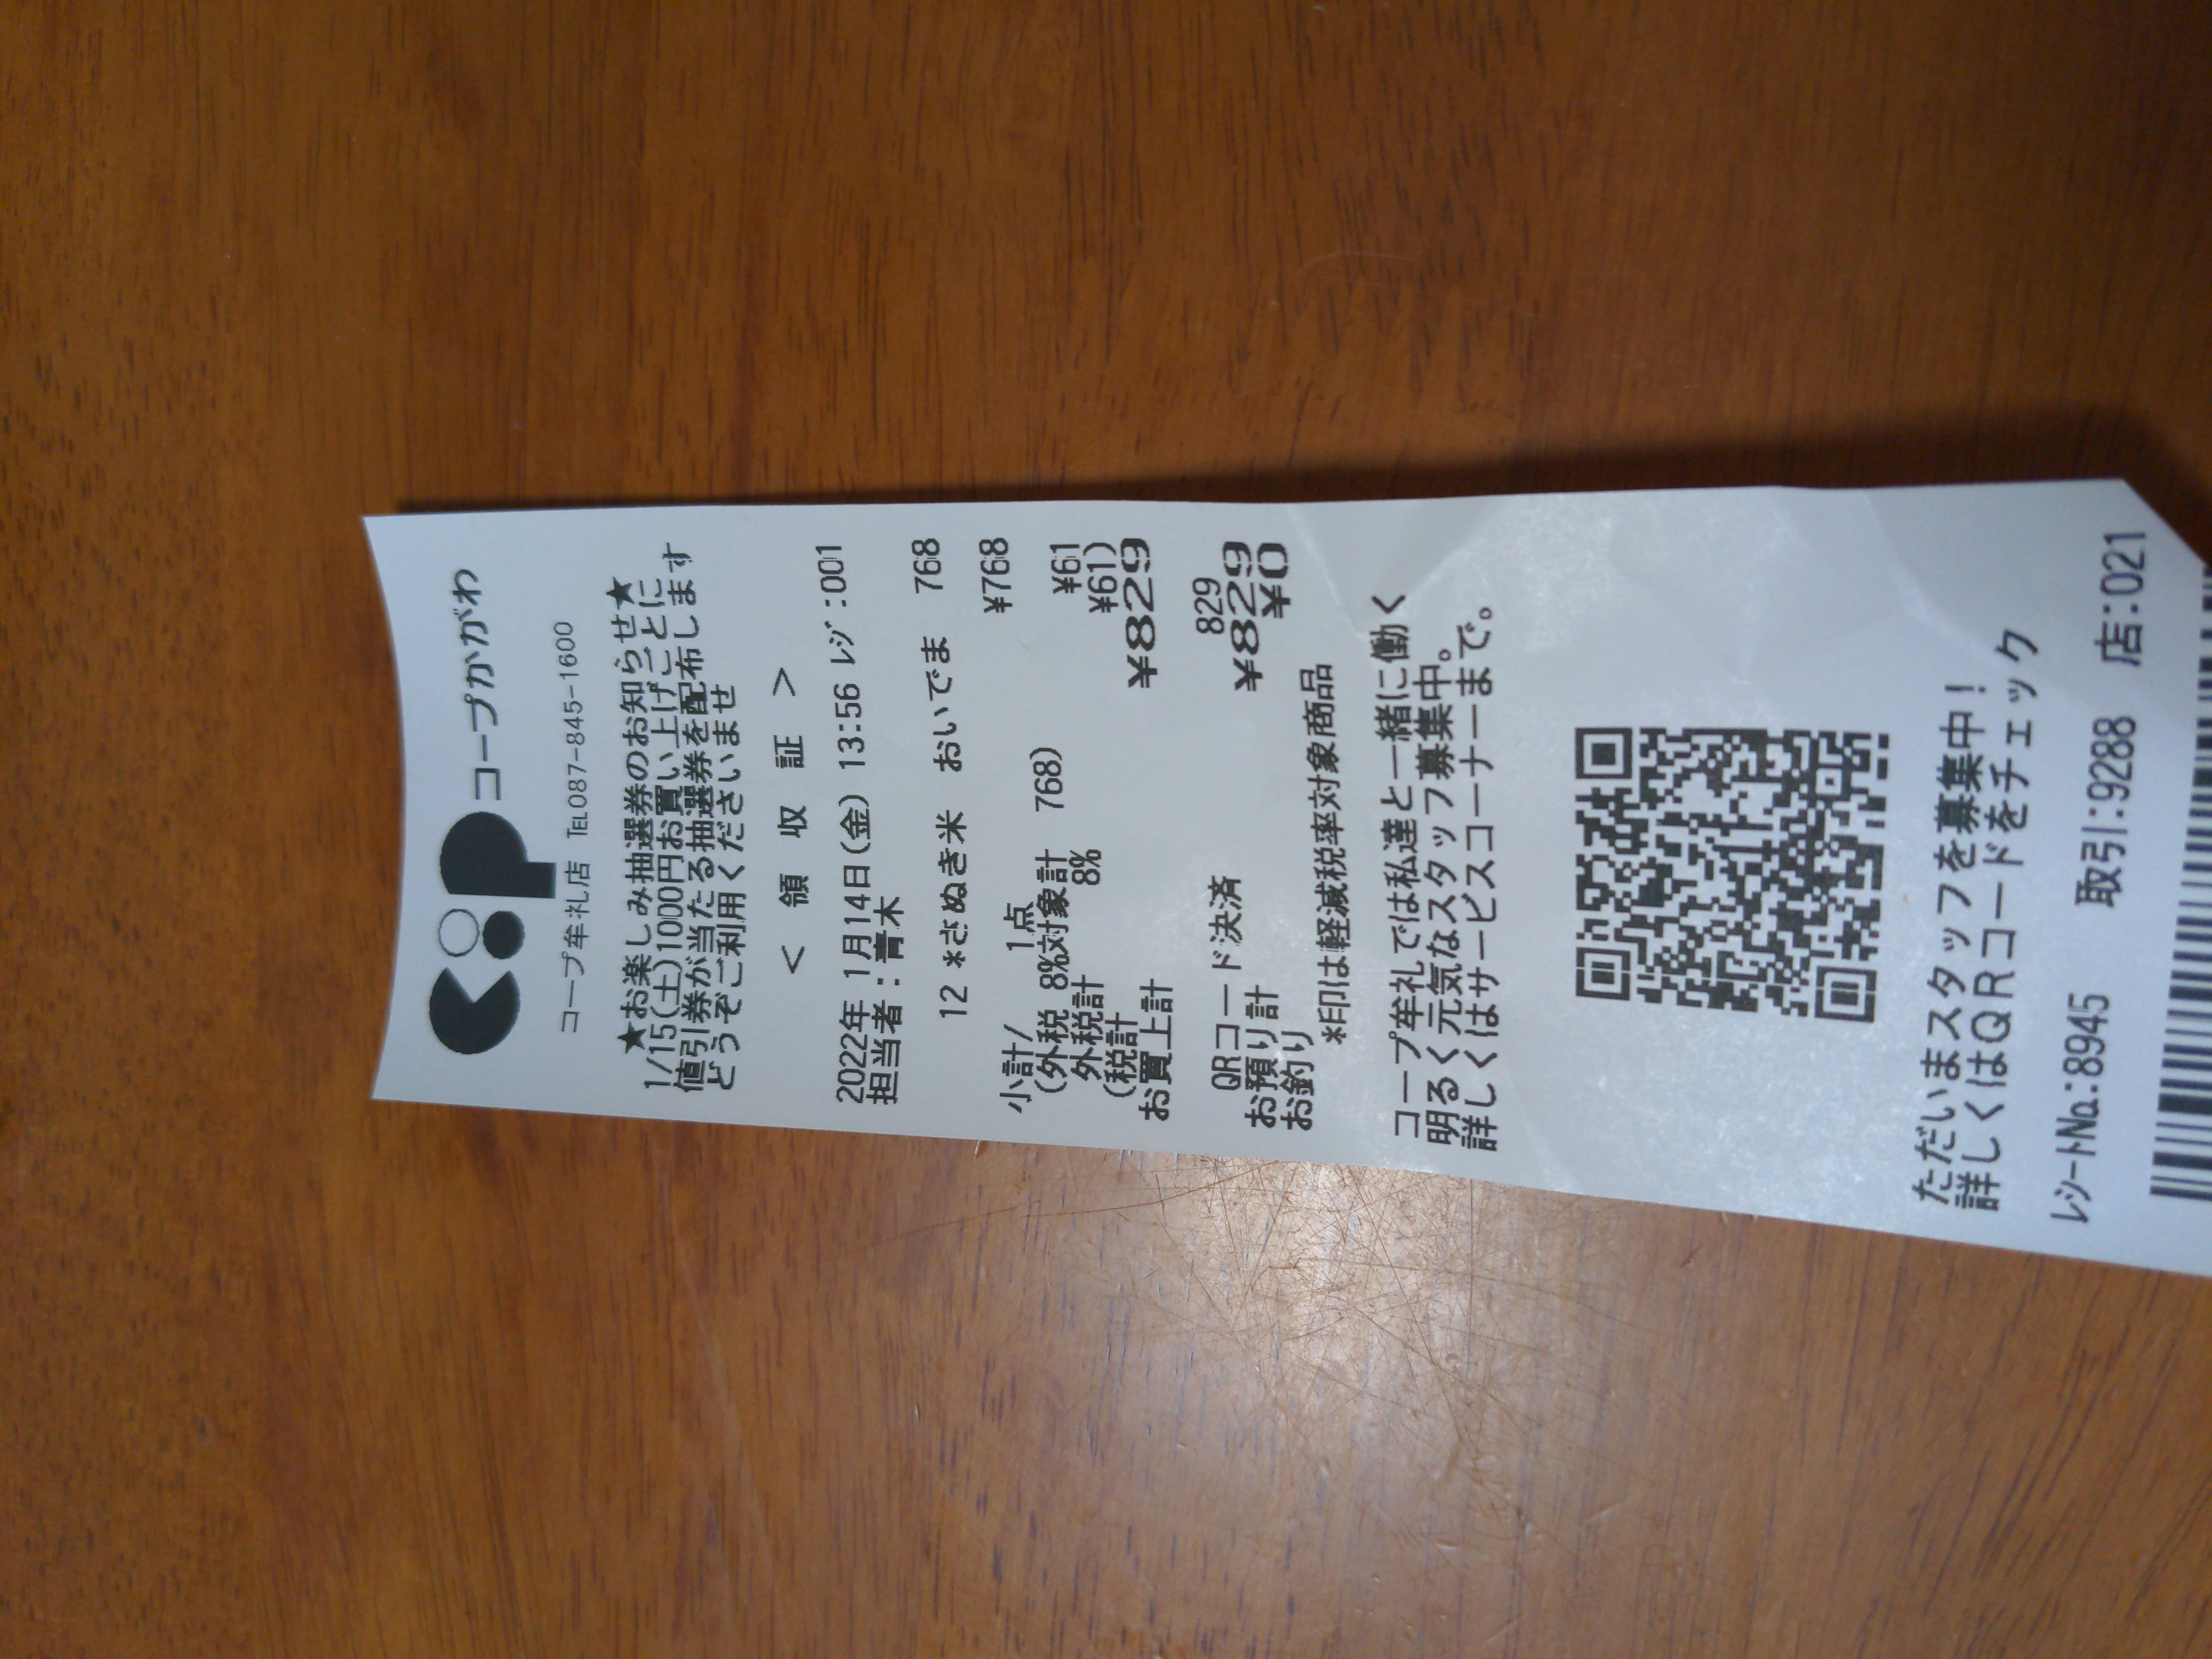 coop コープかがわ
コープ牟礼店 TEL087-845-1600
★お楽しみ抽選券のお知らせ★
1/15(土)1000円お買い上げごとに
値引券が当たる抽選券を配布します
どうぞご利用くださいませ
< 領 収 証 >
2022年 1月14日(金) 13:56 レジ:001
担当者:青木
12 *さぬき米 おいでま 768
小計/ 1点 ¥768
(外税 8%対象計 768)
外税計 8% ¥61
(税計 ¥61)
お買上計 ¥829
QRコード決済 829
お預り計 ¥829
お釣り ¥0
*印は軽減税率対象商品
コープ牟礼では私達と一緒に働く
明るく元気なスタッフ募集中。
詳しくはサービスコーナーまで。
ただいまスタッフを募集中!
詳しくはQRコードをチェック
レシートNo.:8945 取引:9288 店:021